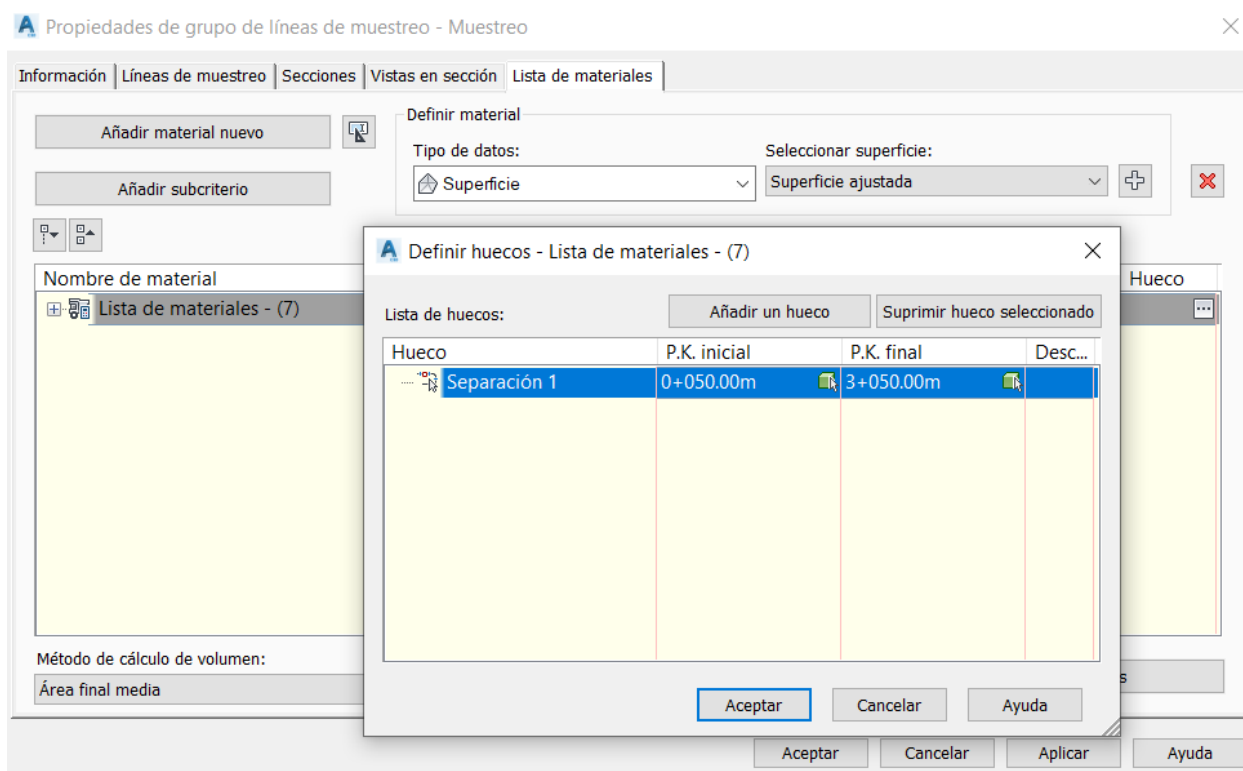 Propiedades de grupo de líneas de muestreo - Muestreo
Información Líneas de muestreo Secciones Vistas en sección Lista de materiales
Añadir material nuevo
Definir material
Tipo de datos:
Seleccionar superficie:
Superficie
Superficie ajustada
Añadir subcriterio
Nombre de material
Hueco
Lista de materiales - (7)
Definir huecos - Lista de materiales - (7)
Lista de huecos:
Añadir un hueco
Suprimir hueco seleccionado
Hueco P.K. inicial P.K. final Desc...
Separación 1 0+050.00m 3+050.00m
Aceptar Cancelar Ayuda
Método de cálculo de volumen:
Área final media
s
Aceptar Cancelar Aplicar Ayuda